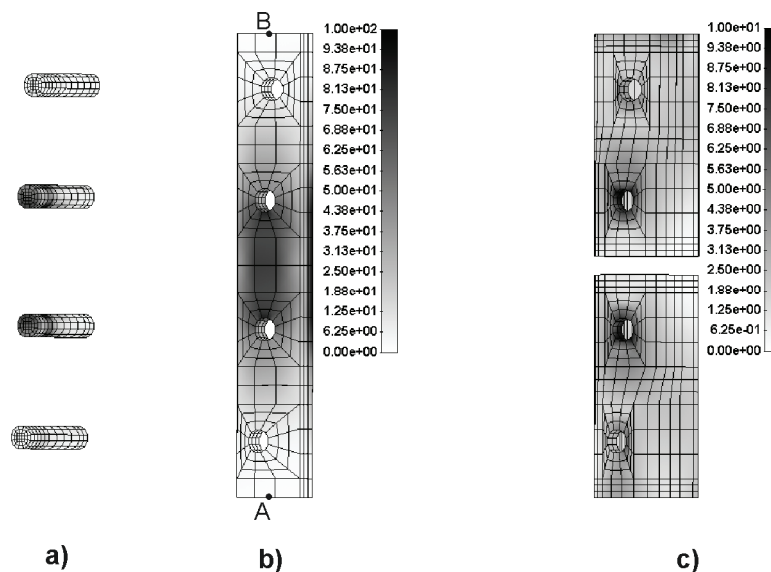 B
1.00e+02
9.38e+01
8.75e+01
8.13e+01
7.50e+01
6.88e+01
6.25e+01
5.63e+01
5.00e+01
4.38e+01
3.75e+01
3.13e+01
2.50e+01
1.88e+01
1.25e+01
6.25e+00
0.00e+00
A
1.00e+01
9.38e+00
8.75e+00
8.13e+00
7.50e+00
6.88e+00
6.25e+00
5.63e+00
5.00e+00
4.38e+00
3.75e+00
3.13e+00
2.50e+00
1.88e+00
1.25e+00
6.25e-01
0.00e+00
a)
b)
c)